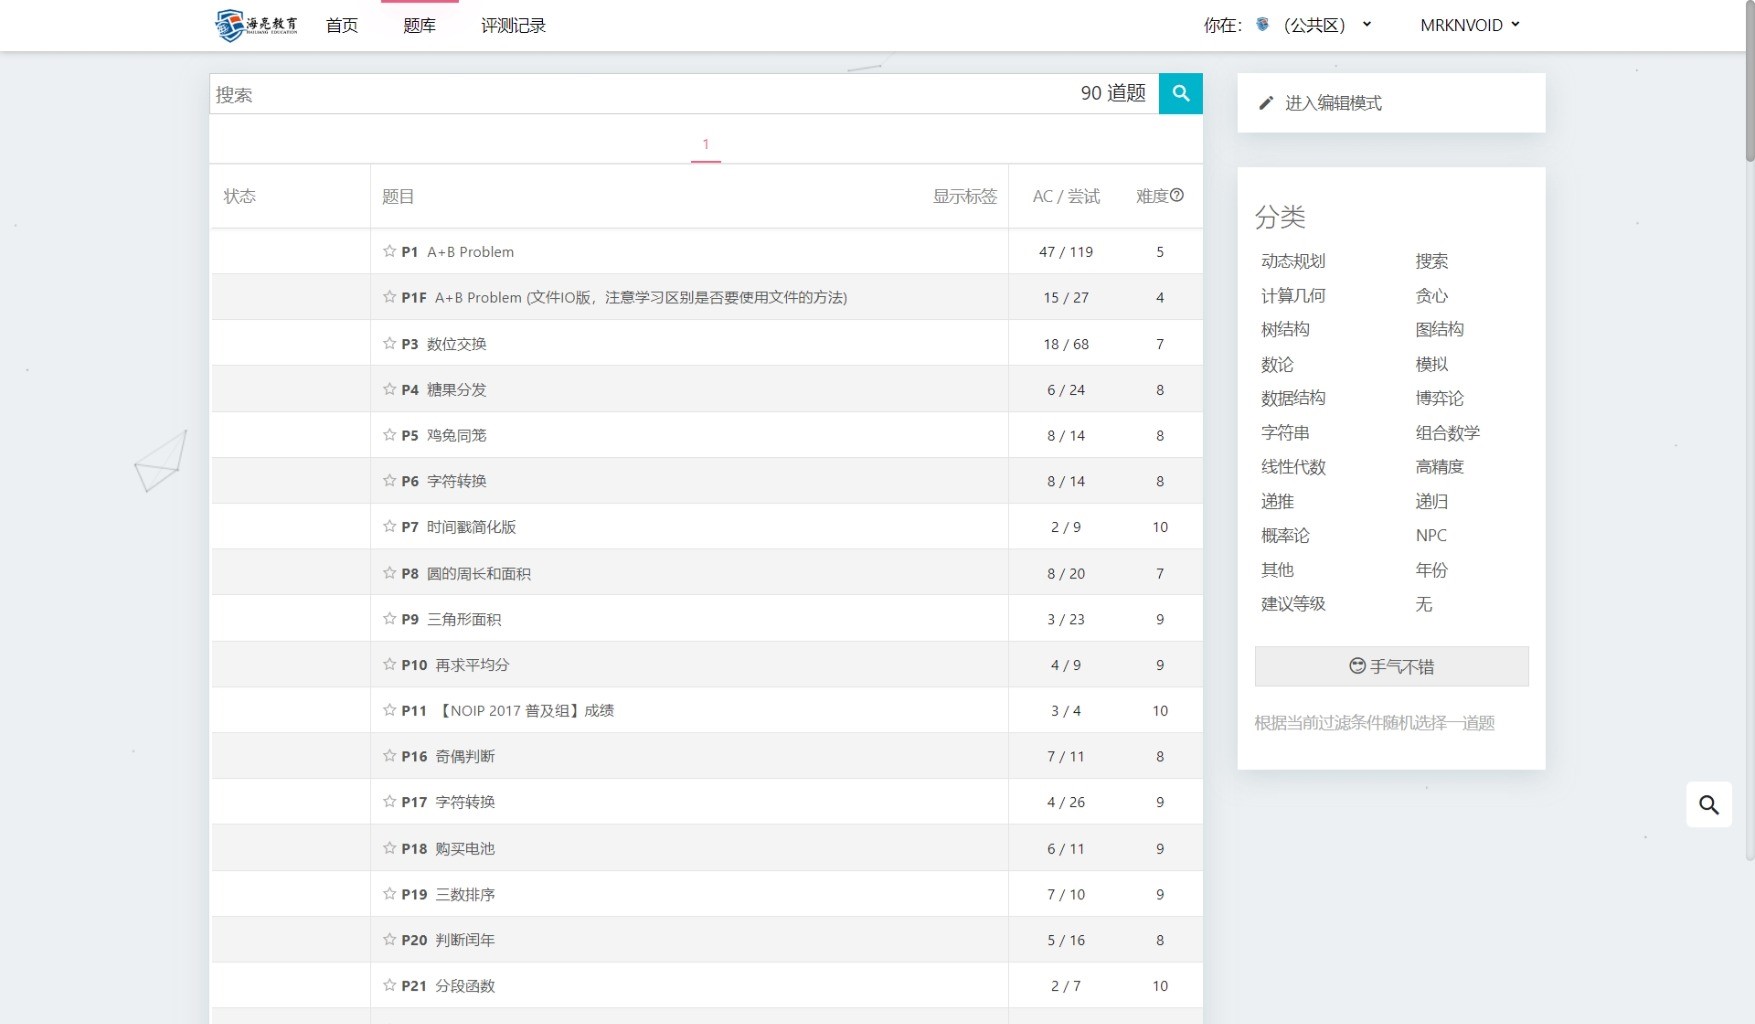 海亮教育
HAILIANG EDUCATION
首页 题库 评测记录 你在： （公共区） MRKNVOID
搜索 90 道题
进入编辑模式
1
状态 题目 显示标签 AC / 尝试 难度
P1 A+B Problem 47 / 119 5
P1F A+B Problem (文件IO版，注意学习区别是否要使用文件的方法) 15 / 27 4
P3 数位交换 18 / 68 7
P4 糖果分发 6 / 24 8
P5 鸡兔同笼 8 / 14 8
P6 字符转换 8 / 14 8
P7 时间戳简化版 2 / 9 10
P8 圆的周长和面积 8 / 20 7
P9 三角形面积 3 / 23 9
P10 再求平均分 4 / 9 9
P11 【NOIP 2017 普及组】成绩 3 / 4 10
P16 奇偶判断 7 / 11 8
P17 字符转换 4 / 26 9
P18 购买电池 6 / 11 9
P19 三数排序 7 / 10 9
P20 判断闰年 5 / 16 8
P21 分段函数 2 / 7 10
分类
动态规划 搜索
计算几何 贪心
树结构 图结构
数论 模拟
数据结构 博弈论
字符串 组合数学
线性代数 高精度
递推 递归
概率论 NPC
其他 年份
建议等级 无
手气不错
根据当前过滤条件随机选择一道题